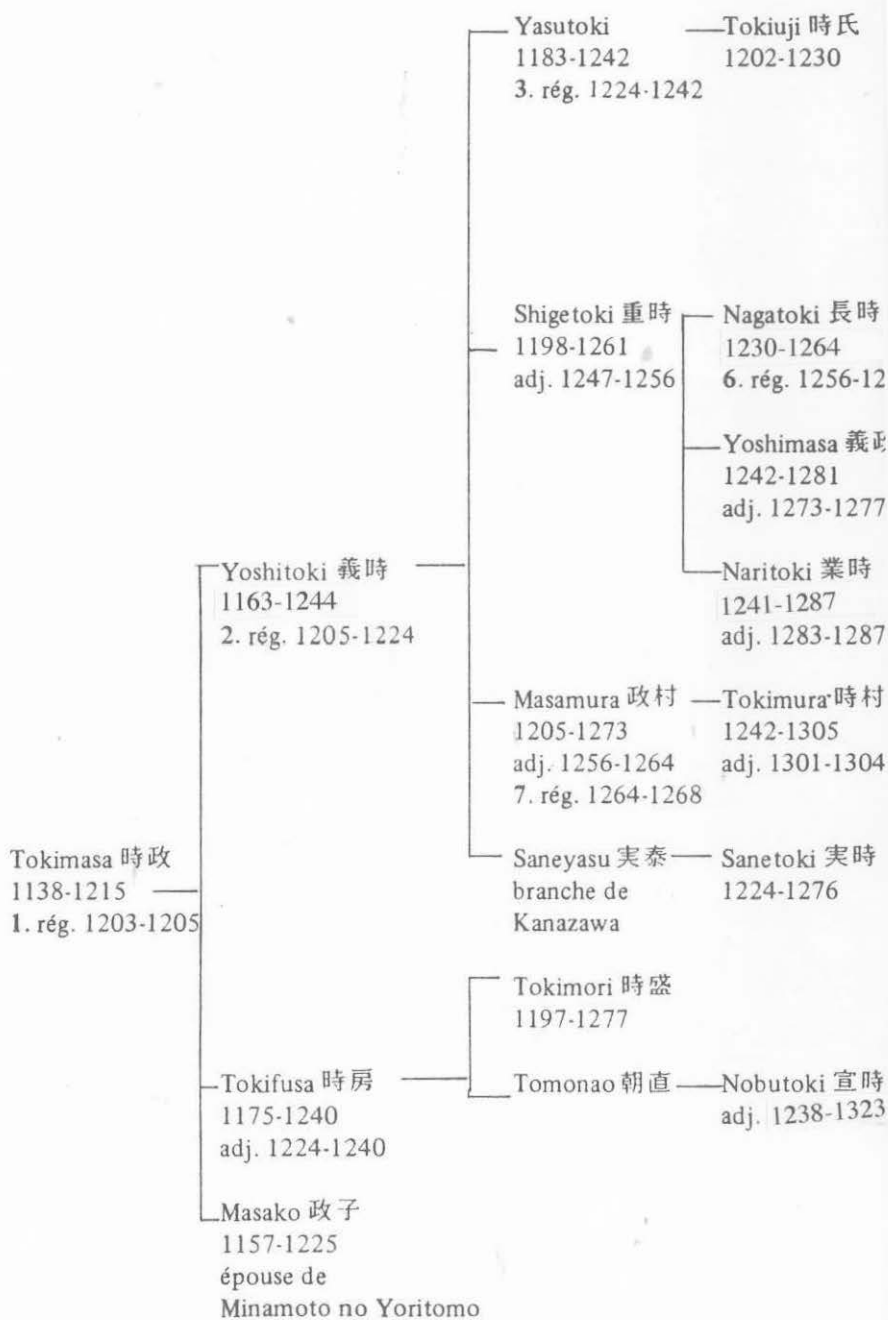 Yasutoki
1183-1242
3. rég. 1224-1242
Tokiuji 時氏
1202-1230
Shigetoki 重時
1198-1261
adj. 1247-1256
Nagatoki 長時
1230-1264
6. rég. 1256-12
Yoshimasa 義政
1242-1281
adj. 1273-1277
Naritoki 業時
1241-1287
adj. 1283-1287
Yoshitoki 義時
1163-1244
2. rég. 1205-1224
Masamura 政村
1205-1273
adj. 1256-1264
7. rég. 1264-1268
Tokimura 時村
1242-1305
adj. 1301-1304
Tokimasa 時政
1138-1215
1. rég. 1203-1205
Saneyasu 実泰
branche de
Kanazawa
Sanetoki 実時
1224-1276
Tokimori 時盛
1197-1277
Tokifusa 時房
1175-1240
adj. 1224-1240
Tomonao 朝直
Nobutoki 宣時
adj. 1238-1323
Masako 政子
1157-1225
épouse de
Minamoto no Yoritomo